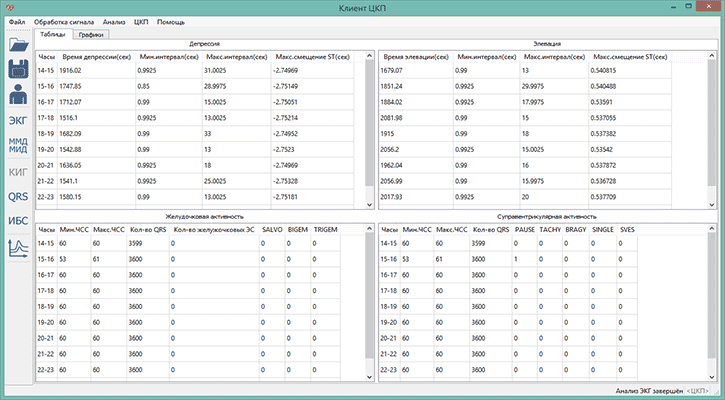 Клиент ЦКП
Файл Обработка сигнала Анализ ЦКП Помощь
Таблицы Графики
Депрессия
Часы Время депрессии(сек) Мин.интервал(сек) Макс.интервал(сек) Макс.смещение ST(сек)
14-15 1916.02 0.9925 31.0025 -2.74969
15-16 1747.85 0.85 28.9975 -2.75149
16-17 1712.07 0.99 15.0025 -2.75051
17-18 1516.1 0.9925 13.0025 -2.75214
18-19 1682.09 0.99 33 -2.74952
19-20 1542.88 0.99 13 -2.7523
20-21 1636.05 0.9925 18 -2.74969
21-22 1541.1 0.9925 25.0025 -2.75328
22-23 1580.15 0.99 13.0025 -2.75181
Элевация
Время элевации(сек) Мин.интервал(сек) Макс.интервал(сек) Макс.смещение ST(сек)
1679.07 0.99 13 0.540815
1851.24 0.9925 29.9975 0.540488
1884.02 0.9925 17.9975 0.53591
2081.98 0.99 15 0.537055
1915 0.99 18 0.537382
2056.2 0.9925 15.0025 0.53542
1962.04 0.99 16 0.537872
2056.99 0.9925 15.9975 0.536728
2017.93 0.9925 20 0.537709
ЭКГ
ММД
МИД
КИГ
QRS
ИБС
Желудочковая активность
Часы Мин.ЧСС Макс.ЧСС Кол-во QRS Кол-во желужочковых ЭС SALVO BIGEM TRIGEM
14-15 60 60 3599 0 0 0 0
15-16 53 61 3600 0 0 0 0
16-17 60 60 3600 0 0 0 0
17-18 60 60 3600 0 0 0 0
18-19 60 60 3600 0 0 0 0
19-20 60 60 3600 0 0 0 0
20-21 60 60 3600 0 0 0 0
21-22 60 60 3600 0 0 0 0
22-23 60 60 3600 0 0 0 0
Суправентрикулярная активность
Часы Мин.ЧСС Макс.ЧСС Кол-во QRS PAUSE TACHY BRAGY SINGLE SVES
14-15 60 60 3599 0 0 0 0 0
15-16 53 61 3600 1 0 0 0 0
16-17 60 60 3600 0 0 0 0 0
17-18 60 60 3600 0 0 0 0 0
18-19 60 60 3600 0 0 0 0 0
19-20 60 60 3600 0 0 0 0 0
20-21 60 60 3600 0 0 0 0 0
21-22 60 60 3600 0 0 0 0 0
22-23 60 60 3600 0 0 0 0 0
Анализ ЭКГ завершён <ЦКП>